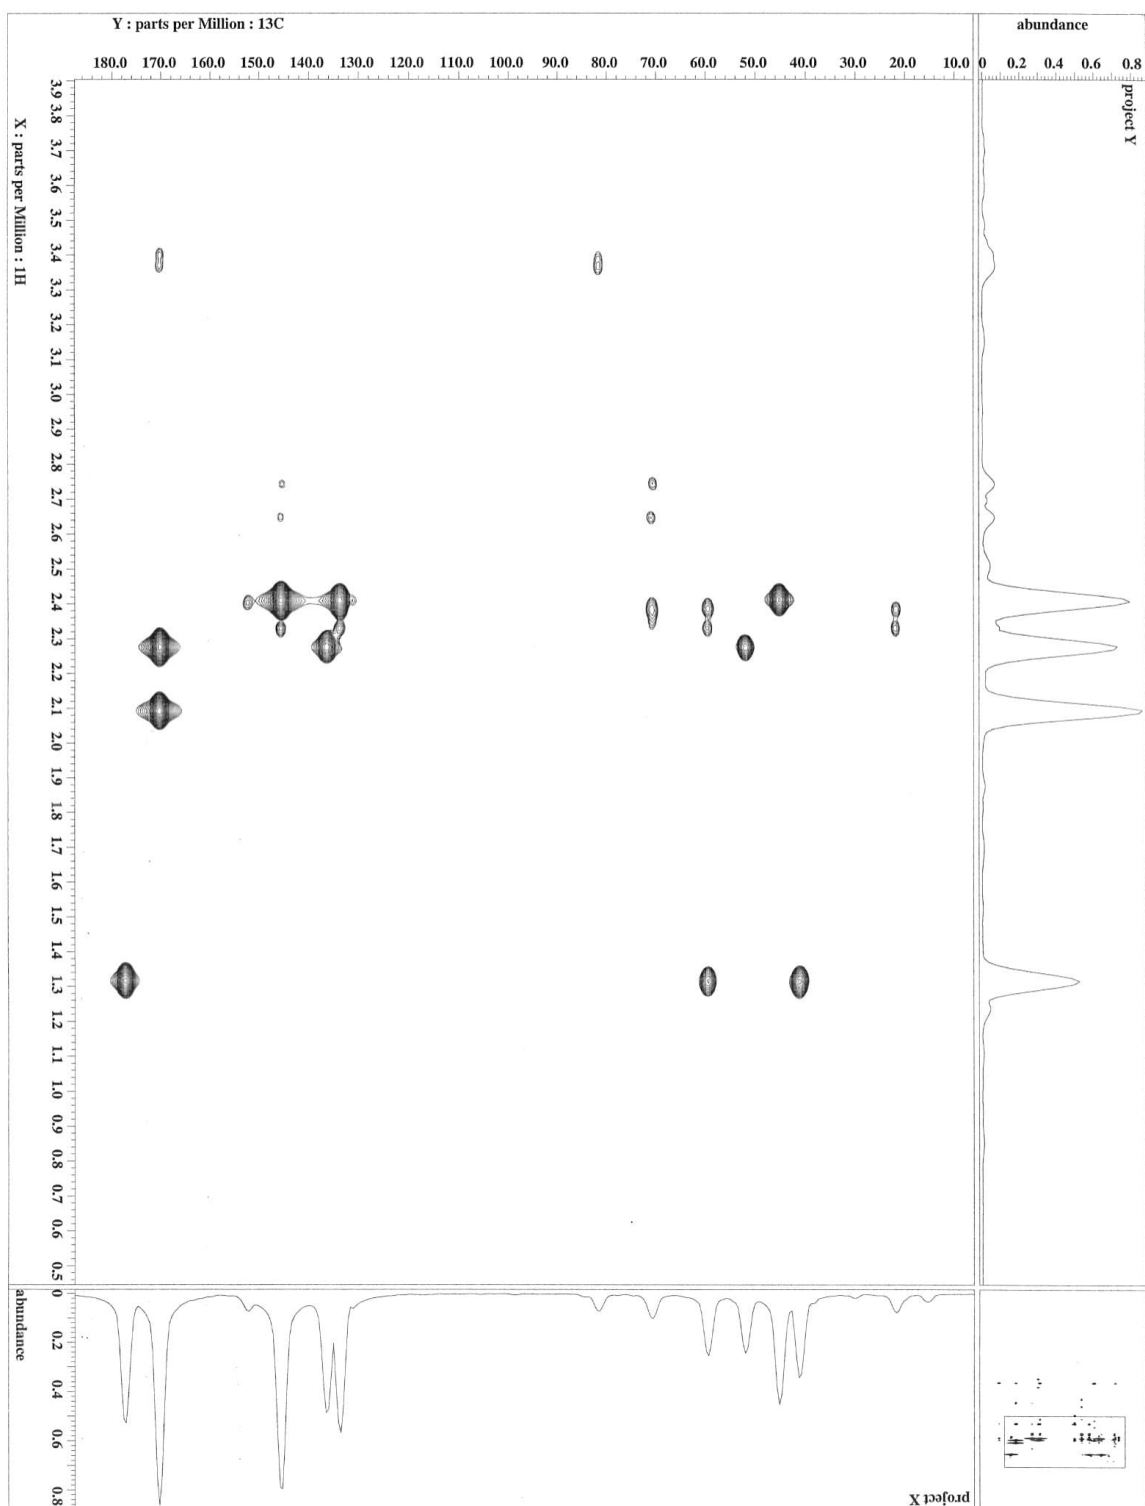 Y : parts per Million : 13C
abundance
180.0 170.0 160.0 150.0 140.0 130.0 120.0 110.0 100.0 90.0 80.0 70.0 60.0 50.0 40.0 30.0 20.0 10.0
0 0.2 0.4 0.6 0.8
project Y
X : parts per Million : 1H
3.9 3.8 3.7 3.6 3.5 3.4 3.3 3.2 3.1 3.0 2.9 2.8 2.7 2.6 2.5 2.4 2.3 2.2 2.1 2.0 1.9 1.8 1.7 1.6 1.5 1.4 1.3 1.2 1.1 1.0 0.9 0.8 0.7 0.6 0.5
abundance
0 0.2 0.4 0.6 0.8
project X